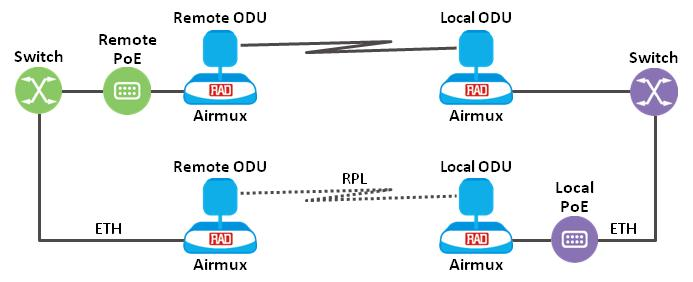 Remote ODU
Local ODU
Switch
Remote
PoE
Switch
RAD
RAD
Airmux
Airmux
Remote ODU
RPL
Local ODU
Local
PoE
ETH
RAD
RAD
ETH
Airmux
Airmux